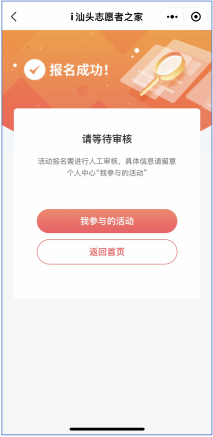 i汕头志愿者之家
报名成功！
请等待审核
活动报名需进行人工审核，具体信息请留意
个人中心“我参与的活动”
我参与的活动
返回首页